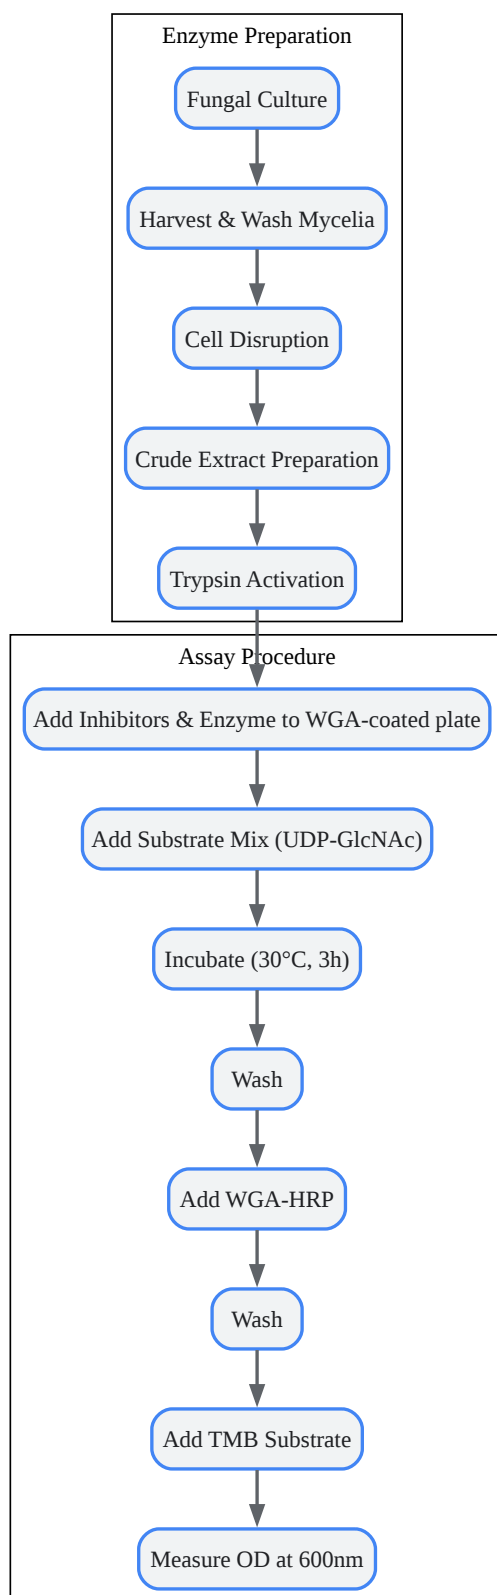 Enzyme Preparation
Fungal Culture
Harvest & Wash Mycelia
Cell Disruption
Crude Extract Preparation
Trypsin Activation
Assay Procedure
Add Inhibitors & Enzyme to WGA-coated plate
Add Substrate Mix (UDP-GlcNAc)
Incubate (30°C, 3h)
Wash
Add WGA-HRP
Wash
Add TMB Substrate
Measure OD at 600nm